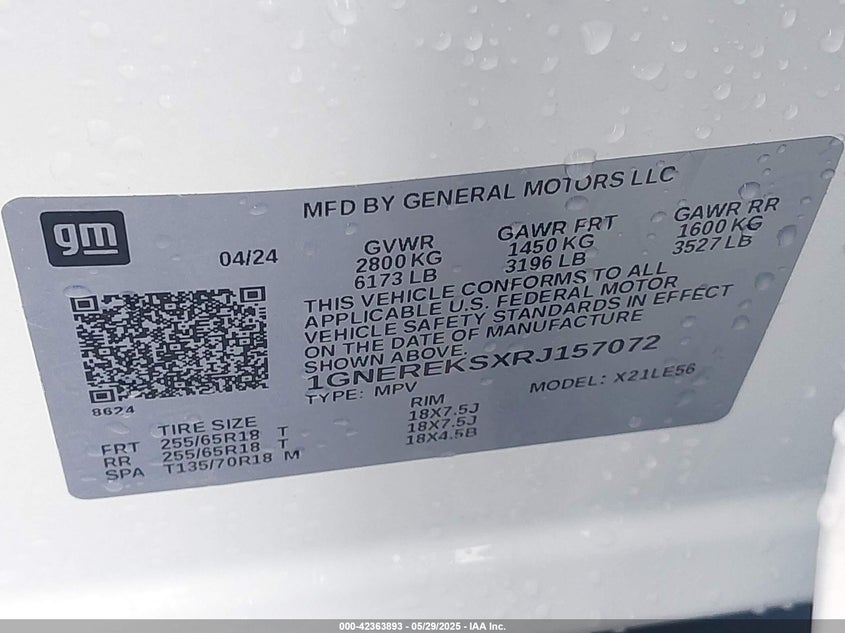 MFD BY GENERAL MOTORS LLC
gm
04/24
GVWR GAWR FRT GAWR RR
2800 KG 1450 KG 1600 KG
6173 LB 3196 LB 3527 LB
THIS VEHICLE CONFORMS TO ALL
APPLICABLE U.S. FEDERAL MOTOR
VEHICLE SAFETY STANDARDS IN EFFECT
ON THE DATE OF MANUFACTURE
SHOWN ABOVE.
1GNEREKSXRJ157072
TYPE: MPV MODEL: X21LE56
8624
TIRE SIZE RIM
FRT 255/65R18 T 18X7.5J
RR 255/65R18 T 18X7.5J
SPA T135/70R18 M 18X4.5B
000-42363893 - 05/29/2025 - IAA Inc.